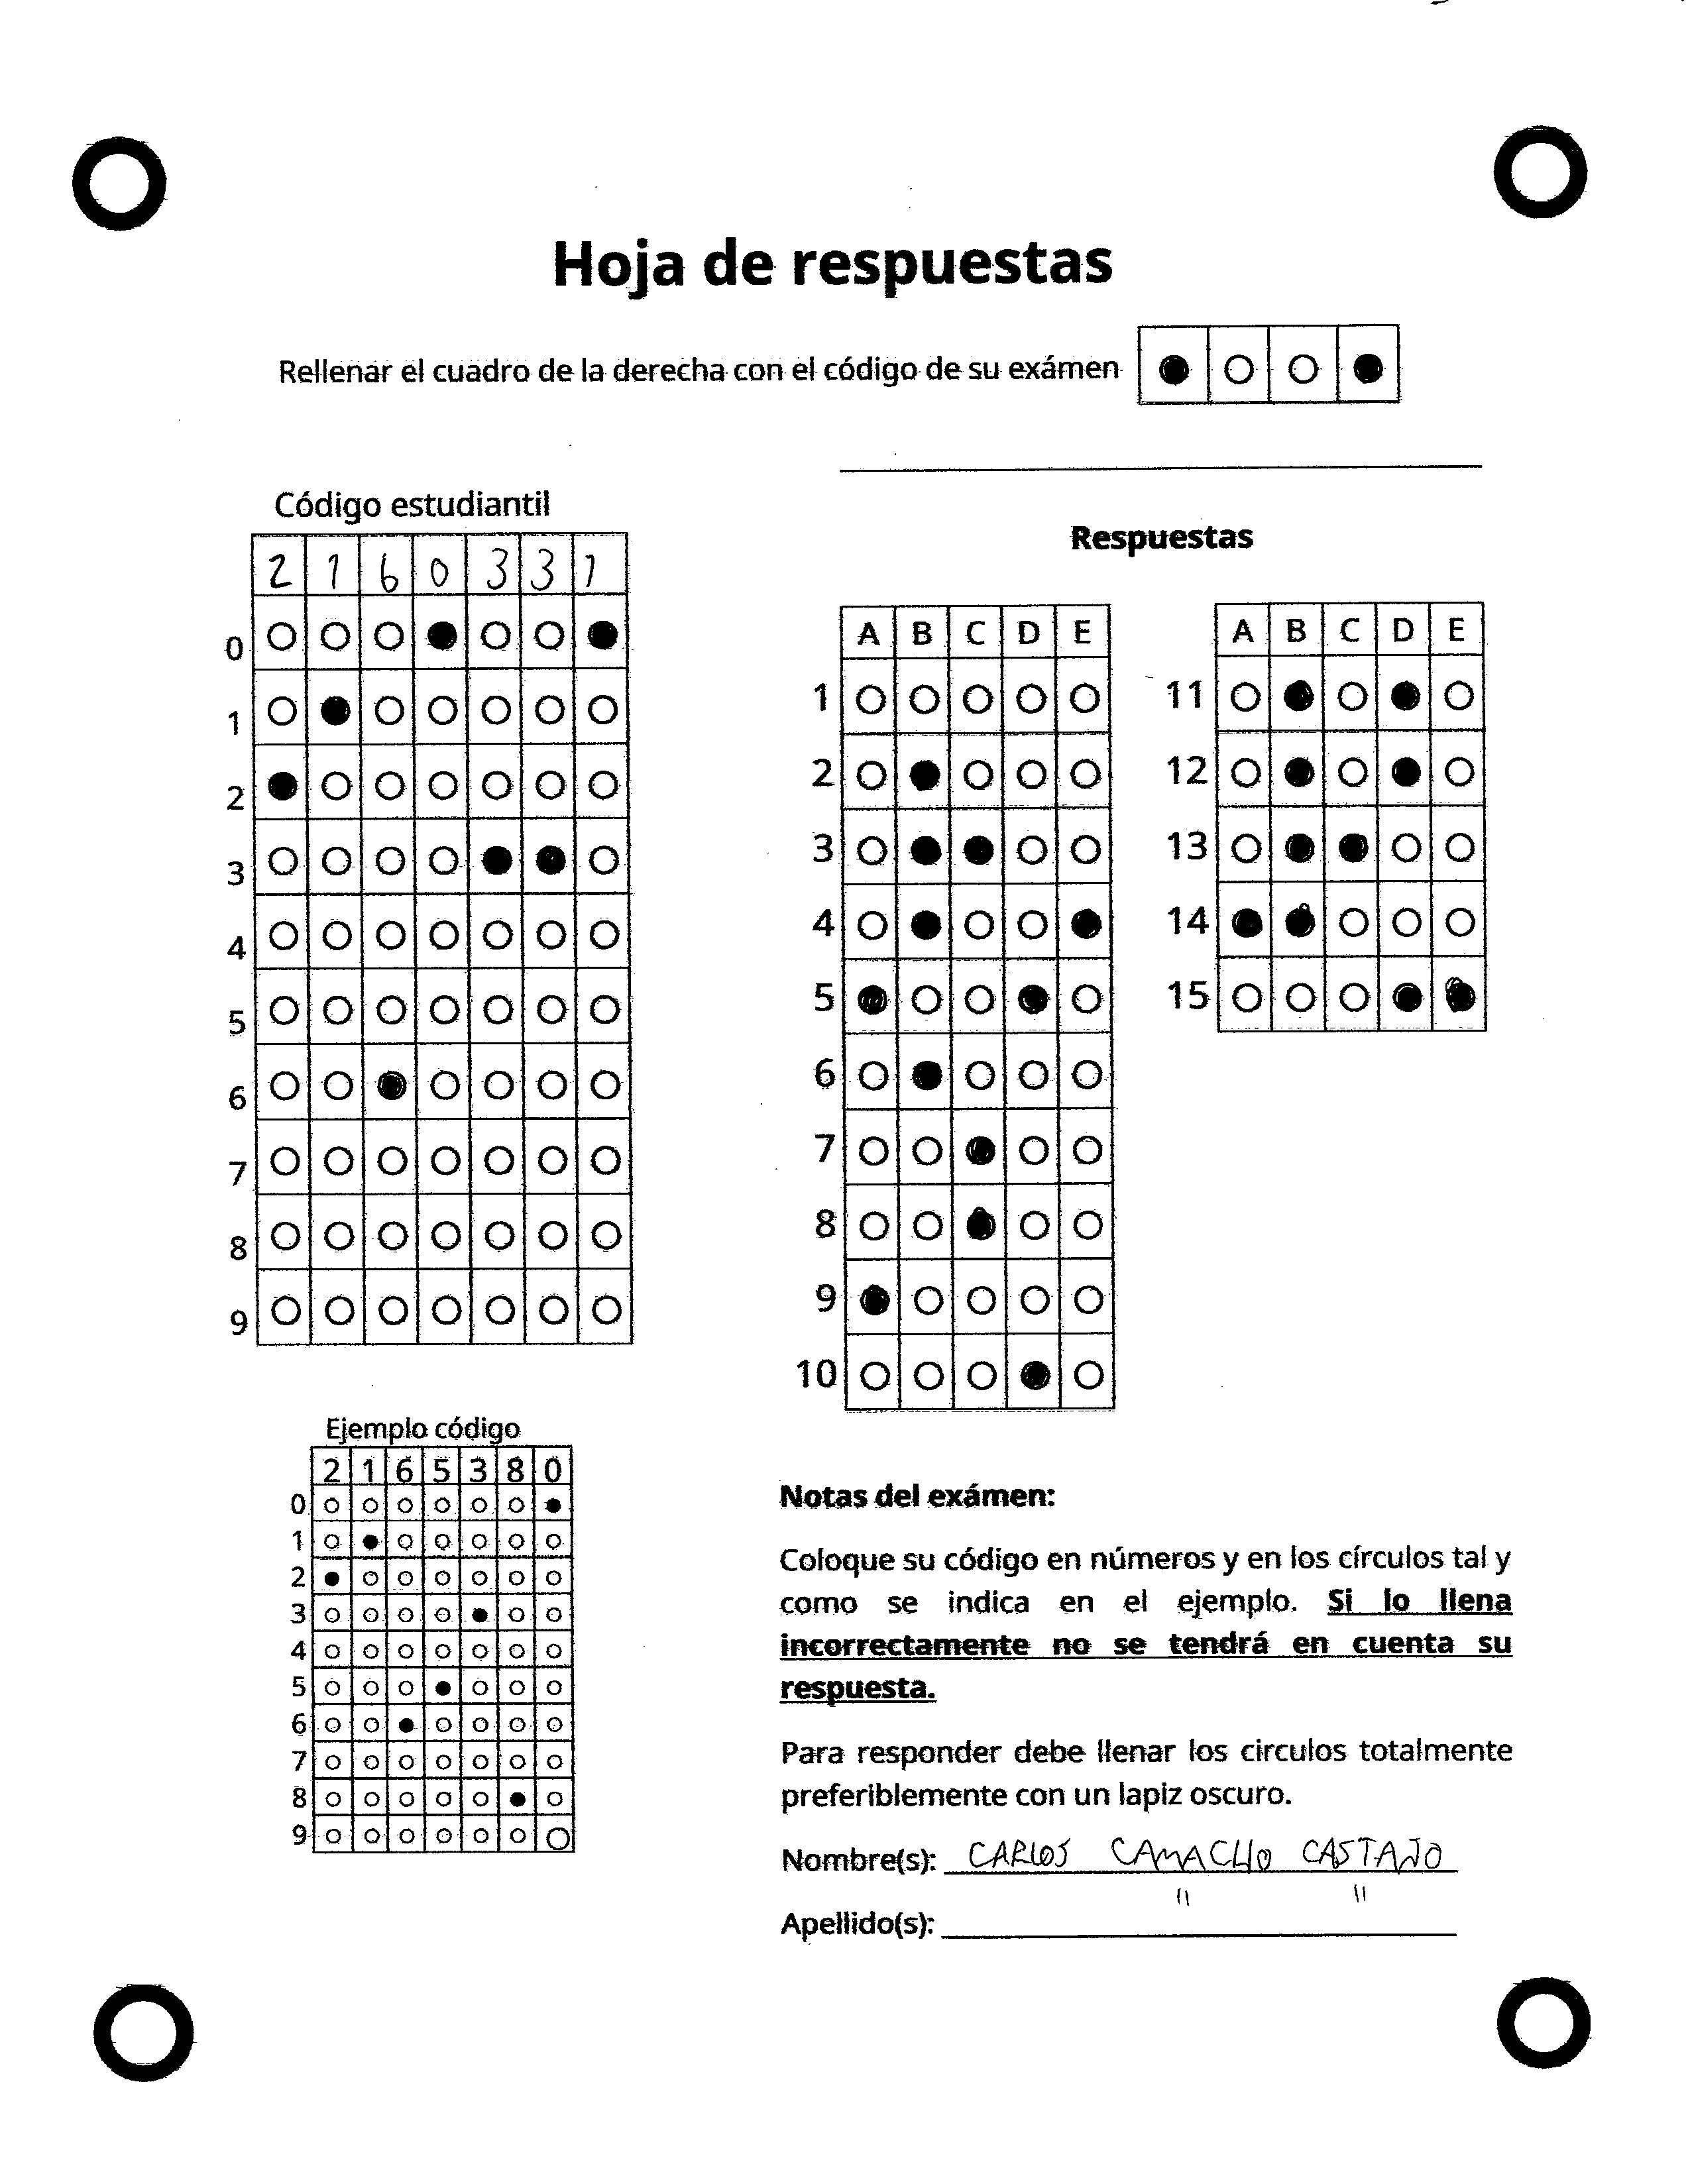 Hoja de respuestas
Rellenar el cuadro de la derecha con el código de su exámen
Código estudiantil
2 1 6 0 3 3 1
0
1
2
3
4
5
6
7
8
9
Respuestas
A B C D E
1
2
3
4
5
6
7
8
9
10
A B C D E
11
12
13
14
15
Ejemplo código
2 1 6 5 3 8 0
0
1
2
3
4
5
6
7
8
9
Notas del exámen:
Coloque su código en números y en los círculos tal y
como se indica en el ejemplo. Si lo llena
incorrectamente no se tendrá en cuenta su
respuesta.
Para responder debe llenar los circulos totalmente
preferiblemente con un lapiz oscuro.
Nombre(s): CARLOS CAMACHO CASTAÑO
Apellido(s): " "